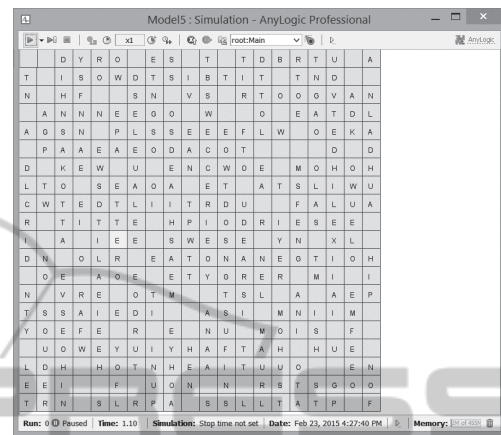 Model5 : Simulation - AnyLogic Professional
x1 root:Main AnyLogic
D Y R O E S T T D B R T U A
T I S O W D T S I B T I T T N D
N H F S N V S R T O O G V A N
A N N N E E G O W O E A T D L
A G S N P L S S E E E F L W O E K A
P A A E A E O D A C O T D D
D K E W U E N C W O E M O H O H
L T O S E A O A E T A T S L I W U
C W T E D T L I I T R D U F A L U A
R T I T T E H P I O D R I E S E E
I A I E E S W E S E Y N X L
D N O L R E A T O N A N E G T I O H
O E A O E E T Y G R E R M I I
N V R E O T M T S L A A E P
T S S A I E D I A S I M N I I M
Y O E F E R E N U M O I S F
U O W E Y U I Y H A F T A H H U E
L D H H O T N H E A I T U U O E N
E E I F U O N N R S T S G O O
T R N S L R P A S S L L T A T P F
Run: 0 Paused Time: 1.10 Simulation: Stop time not set Date: Feb 23, 2015 4:27:40 PM Memory: